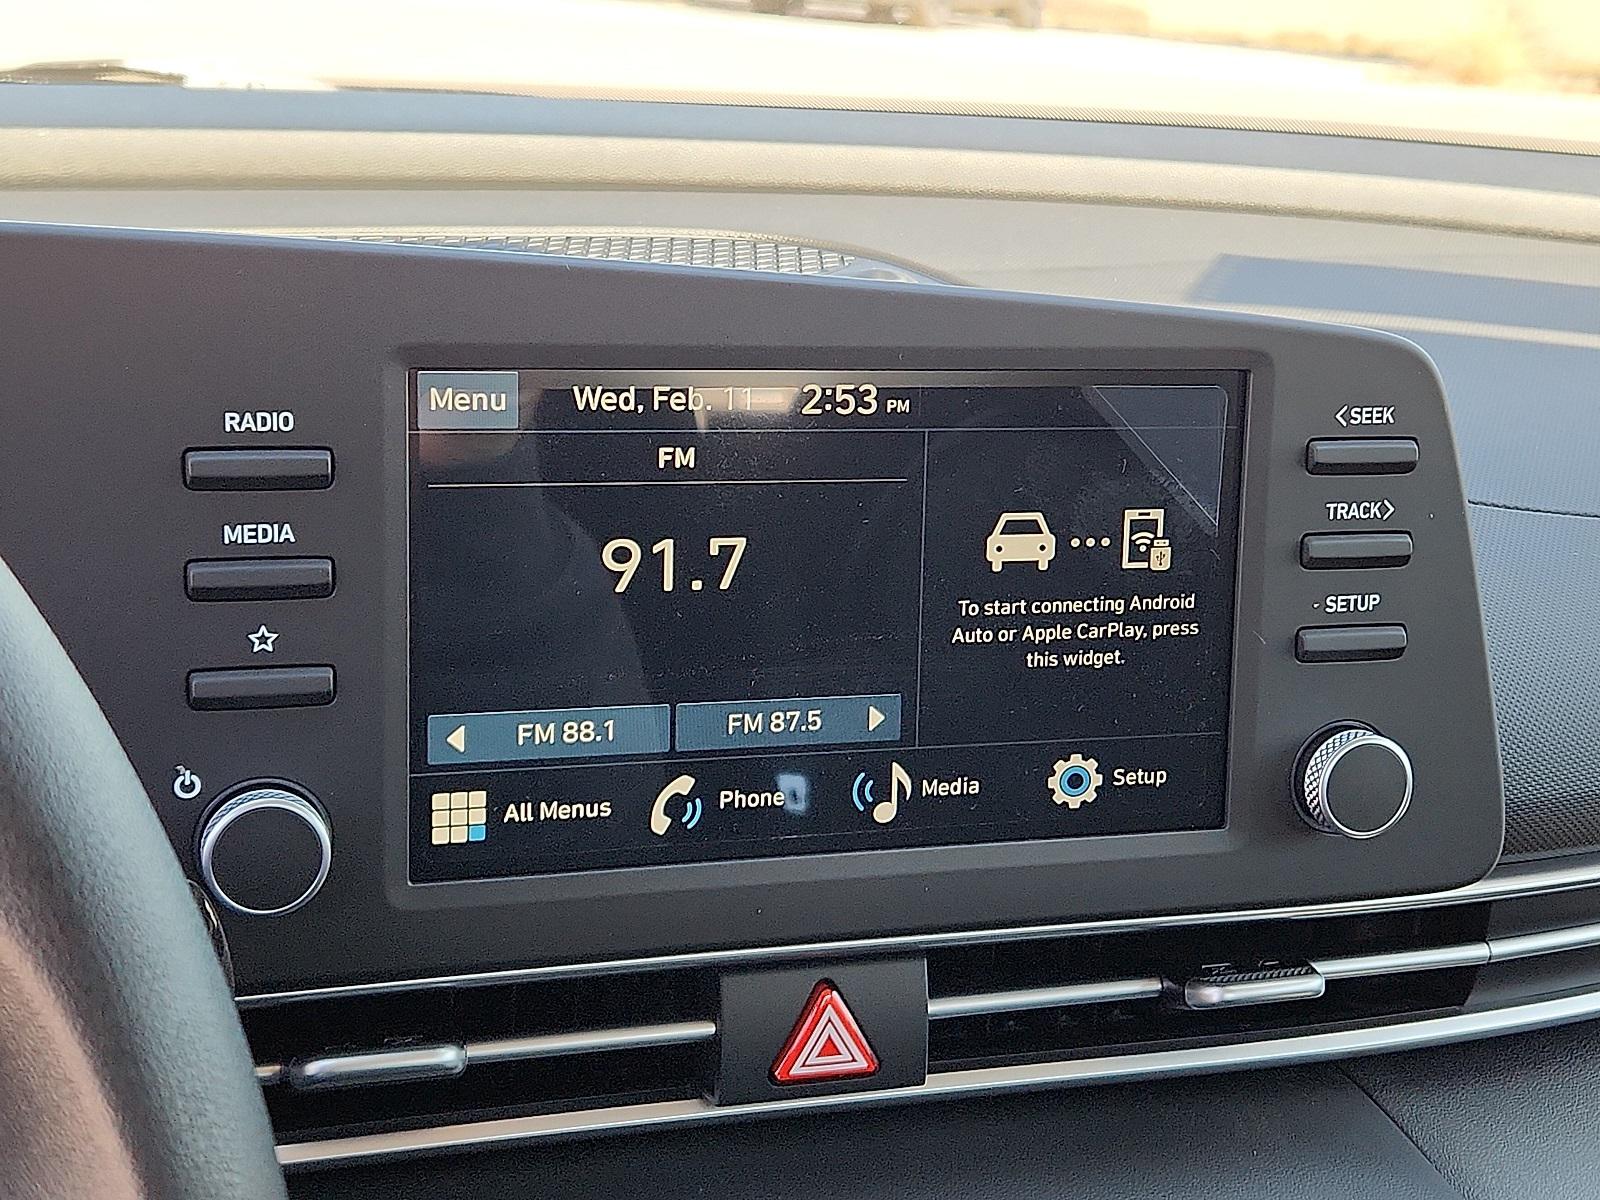 Menu Wed, Feb. 11 2:53 PM
RADIO
MEDIA
FM
91.7
FM 88.1 FM 87.5
To start connecting Android
Auto or Apple CarPlay, press
this widget.
All Menus Phone Media Setup
<SEEK
TRACK>
SETUP